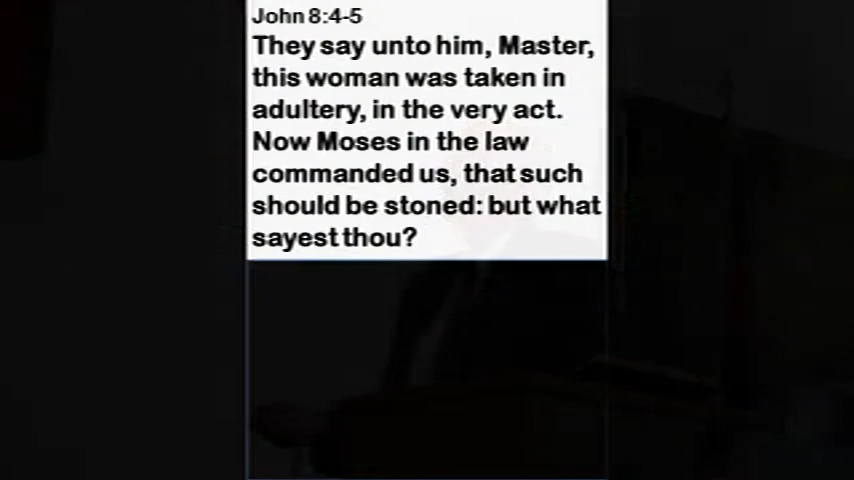 John 8:4-5
They say unto him, Master,
this woman was taken in
adultery, in the very act.
Now Moses in the law
commanded us, that such
should be stoned: but what
sayest thou?